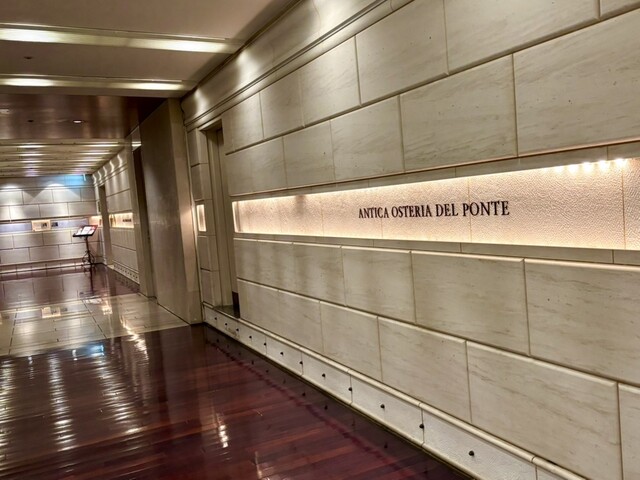 ANTICA OSTERIA DEL PONTE